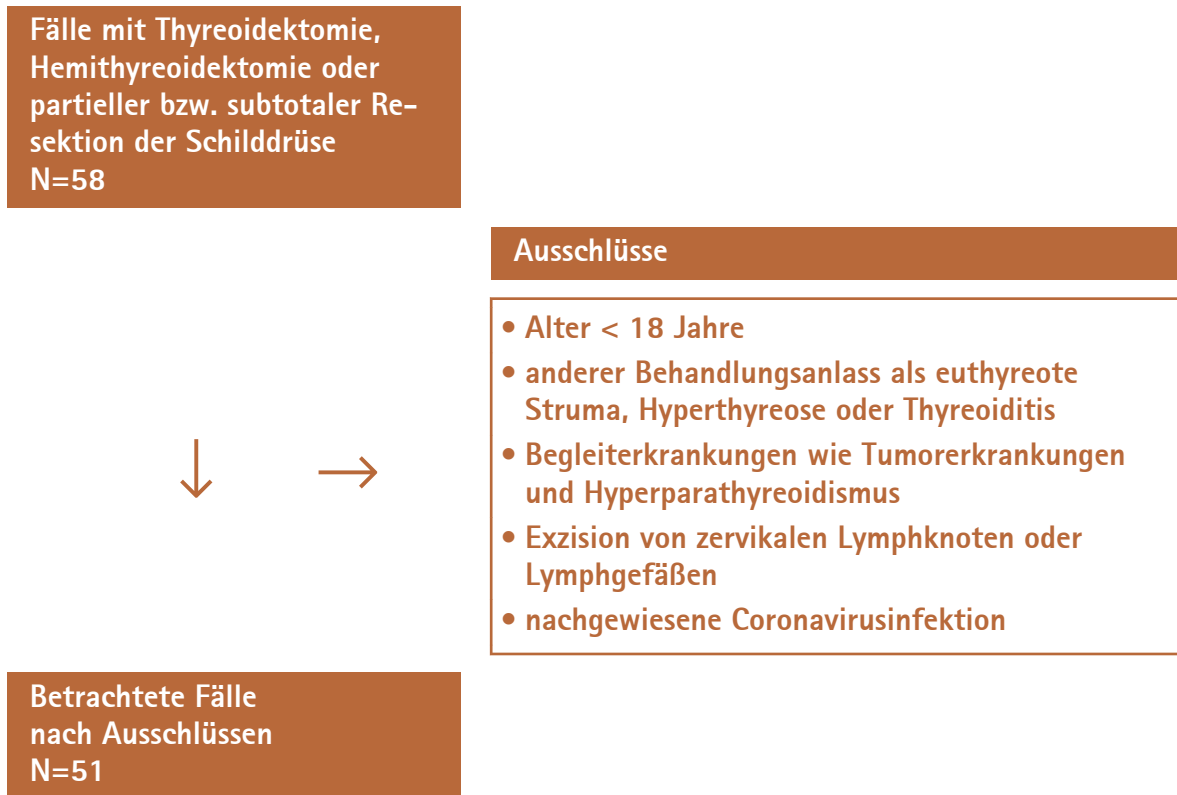 Fälle mit Thyreoidektomie,
Hemithyreoidektomie oder
partieller bzw. subtotaler Re-
sektion der Schilddrüse
N=58
Ausschlüsse
• Alter < 18 Jahre
• anderer Behandlungsanlass als euthyreote
Struma, Hyperthyreose oder Thyreoiditis
• Begleiterkrankungen wie Tumorerkrankungen
und Hyperparathyreoidismus
• Exzision von zervikalen Lymphknoten oder
Lymphgefäßen
• nachgewiesene Coronavirusinfektion
Betrachtete Fälle
nach Ausschlüssen
N=51